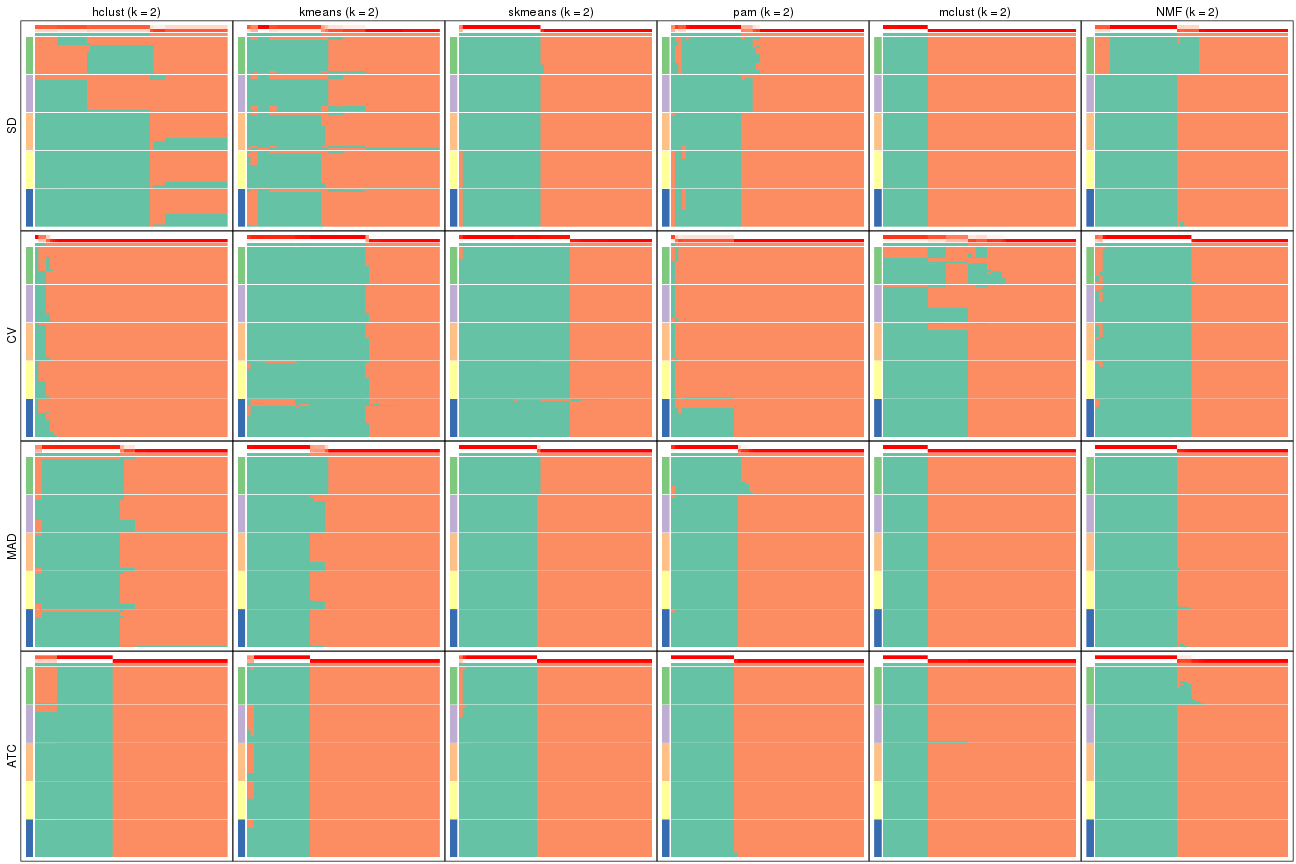 hclust (k = 2) kmeans (k = 2) skmeans (k = 2) pam (k = 2) mclust (k = 2) NMF (k = 2)
SD
CV
MAD
ATC